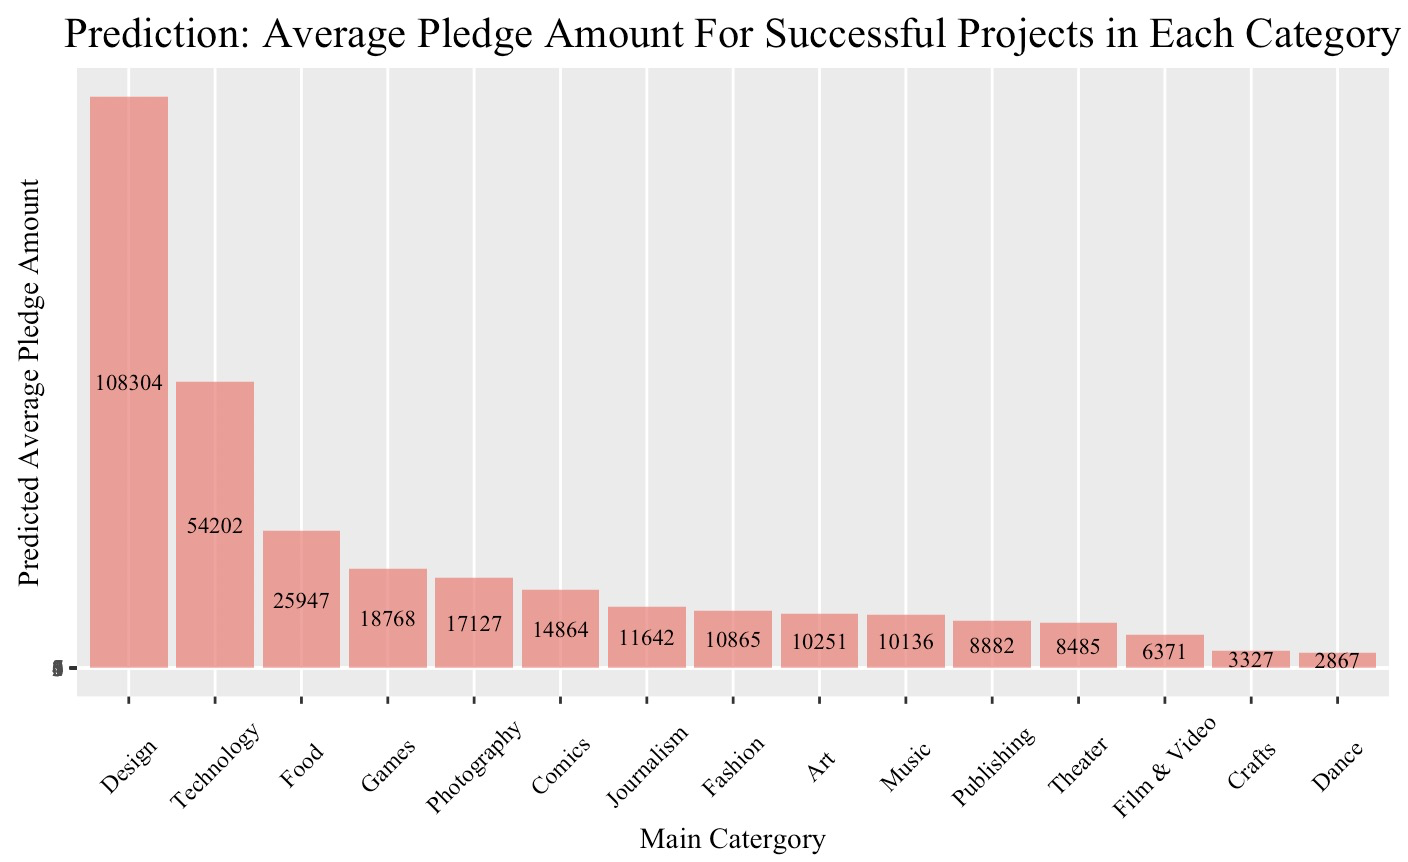 Prediction: Average Pledge Amount For Successful Projects in Each Category
Predicted Average Pledge Amount
108304
54202
25947
18768
17127
14864
11642
10865
10251
10136
8882
8485
6371
3327
2867
Design
Technology
Food
Games
Photography
Comics
Journalism
Fashion
Art
Music
Publishing
Theater
Film & Video
Crafts
Dance
Main Catergory